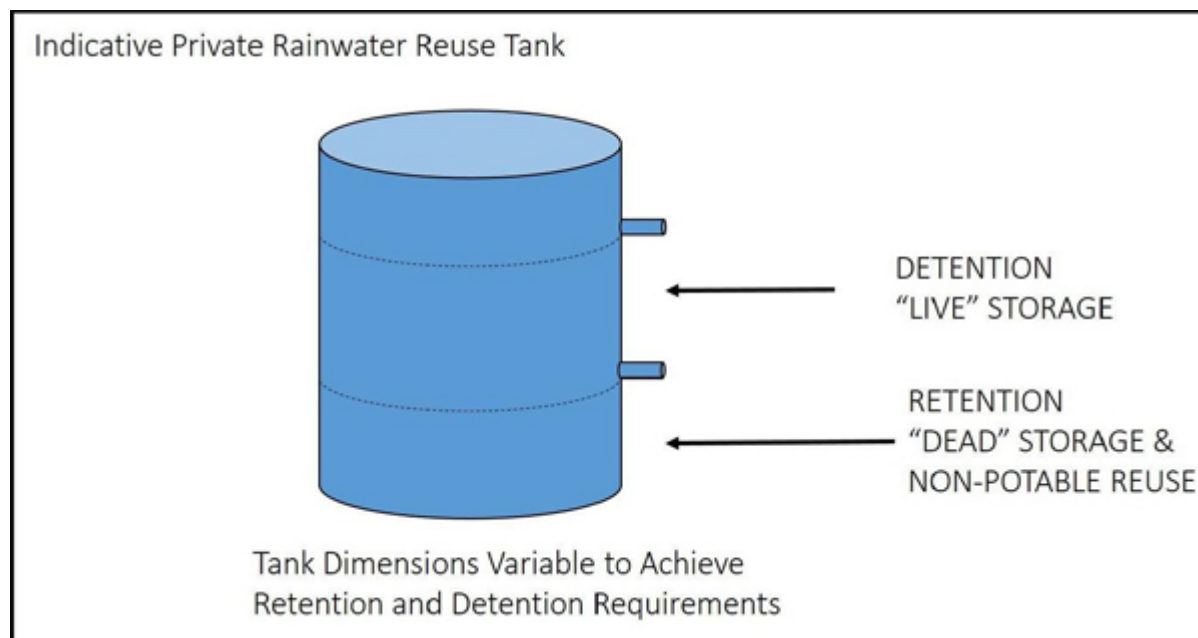 Indicative Private Rainwater Reuse Tank
DETENTION
“LIVE” STORAGE
RETENTION
“DEAD” STORAGE &
NON-POTABLE REUSE
Tank Dimensions Variable to Achieve
Retention and Detention Requirements